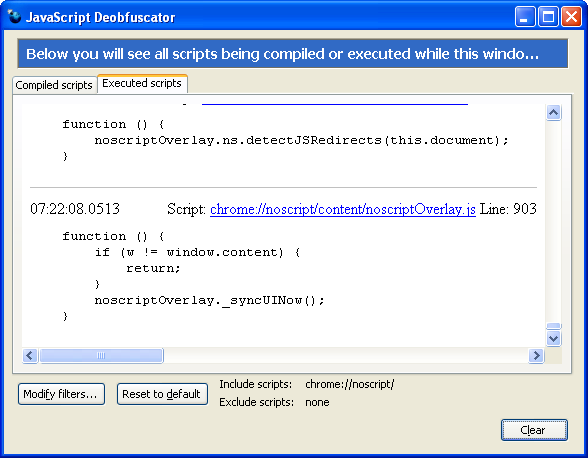 JavaScript Deobfuscator
Below you will see all scripts being compiled or executed while this windo...
Compiled scripts Executed scripts
function () {
    noscriptOverlay.ns.detectJSRedirects(this.document);
}
07:22:08.0513 Script: chrome://noscript/content/noscriptOverlay.js Line: 903
function () {
    if (w != window.content) {
        return;
    }
    noscriptOverlay._syncUINow();
}
Modify filters... Reset to default Include scripts: chrome://noscript/
Exclude scripts: none
Clear